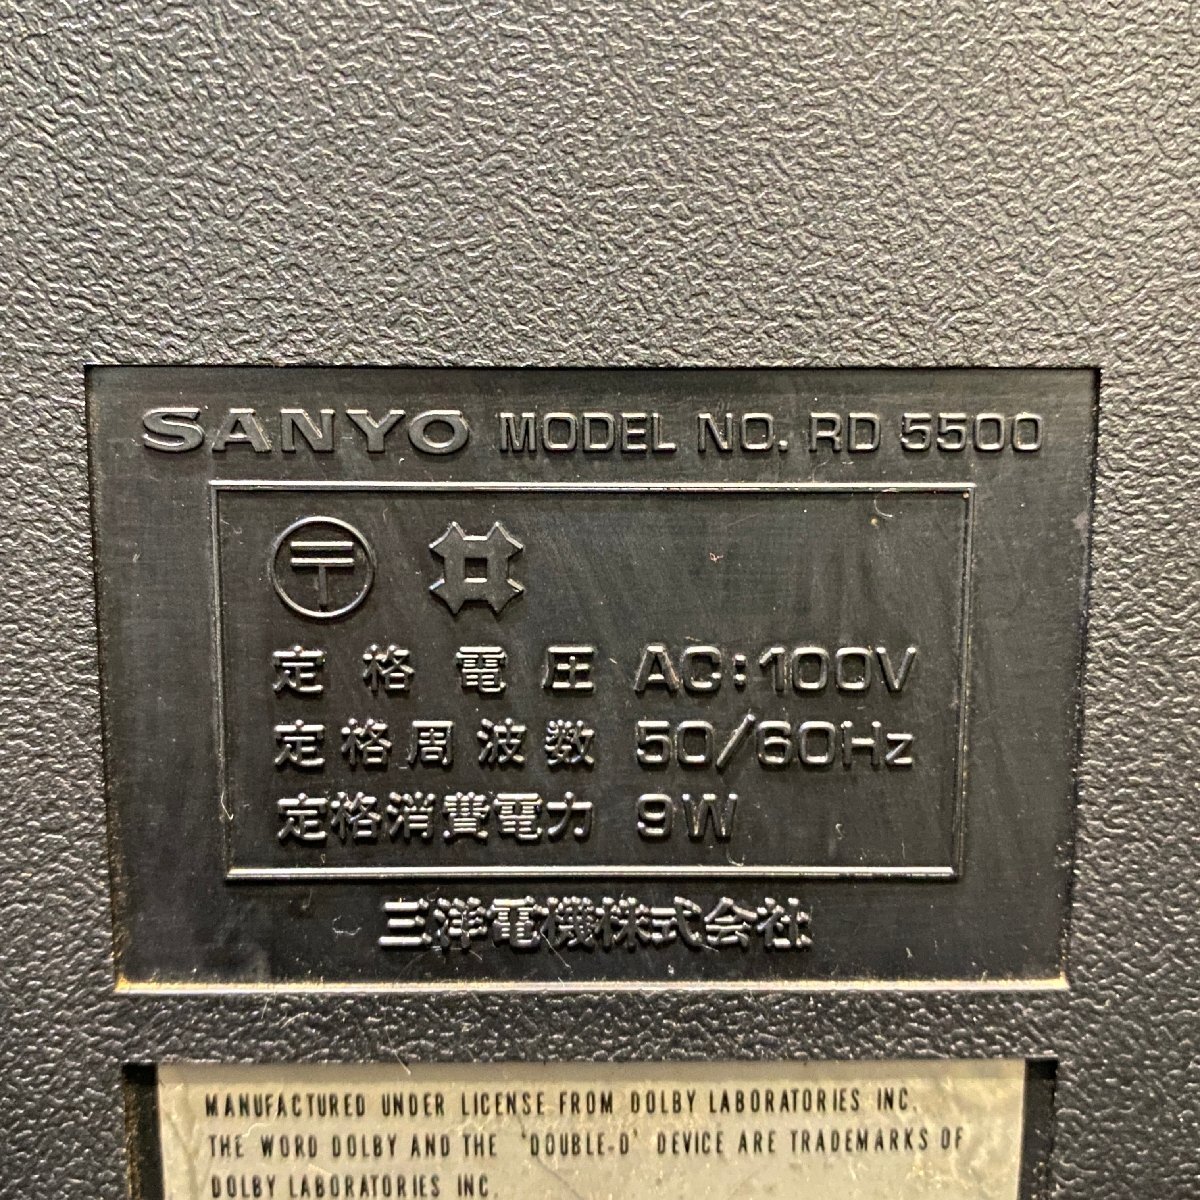 SANYO MODEL NO. RD 5500
〒
定格電圧 AC:100V
定格周波数 50/60Hz
定格消費電力 9W
三洋電機株式会社
MANUFACTURED UNDER LICENSE FROM DOLBY LABORATORIES INC.
THE WORD DOLBY AND THE 'DOUBLE-D' DEVICE ARE TRADEMARKS OF
DOLBY LABORATORIES INC.